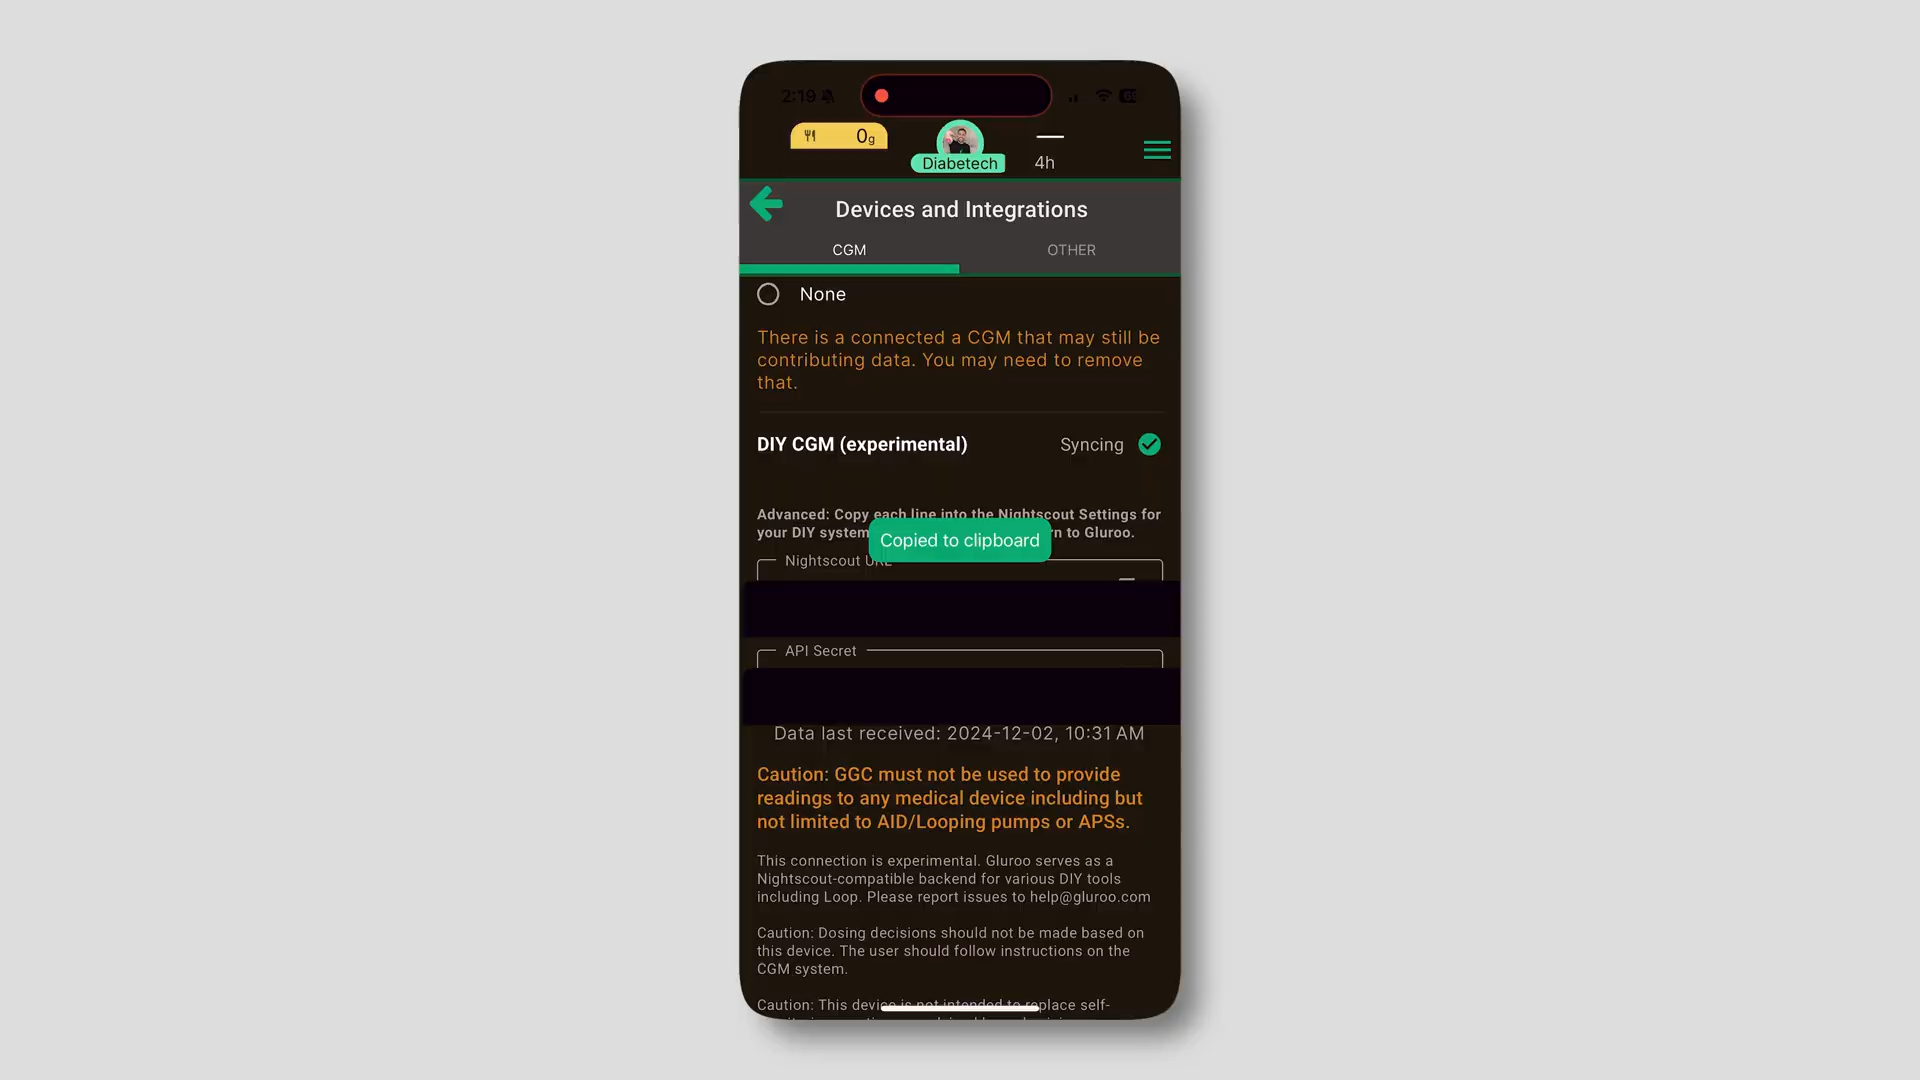 2:19
0g
Diabetech
4h
Devices and Integrations
CGM
OTHER
None
There is a connected a CGM that may still be
contributing data. You may need to remove
that.
DIY CGM (experimental)
Syncing
Advanced: Copy each line into the Nightscout Settings for
your DIY system
n to Gluroo.
Copied to clipboard
Nightscout URL
API Secret
Data last received: 2024-12-02, 10:31 AM
Caution: GGC must not be used to provide
readings to any medical device including but
not limited to AID/Looping pumps or APSs.
This connection is experimental. Gluroo serves as a
Nightscout-compatible backend for various DIY tools
including Loop. Please report issues to help@gluroo.com
Caution: Dosing decisions should not be made based on
this device. The user should follow instructions on the
CGM system.
Caution: This device is not intended to replace self-